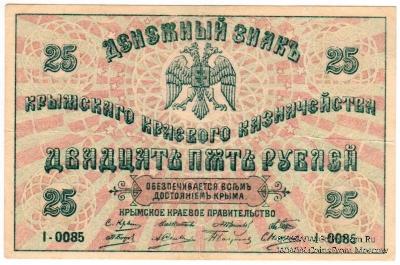 ДЕНЕЖНЫЙ ЗНАКЪ
25 25
КРЫМСКАГО КРАЕВОГО КАЗНАЧЕЙСТВА
ДВАДЦАТЬ ПЯТЬ РУБЛЕЙ
25 25
ОБЕЗПЕЧИВАЕТСЯ ВСѢМЪ
ДОСТОЯНІЕМЪ КРЫМА.
КРЫМСКОЕ КРАЕВОЕ ПРАВИТЕЛЬСТВО
I-0085 0085